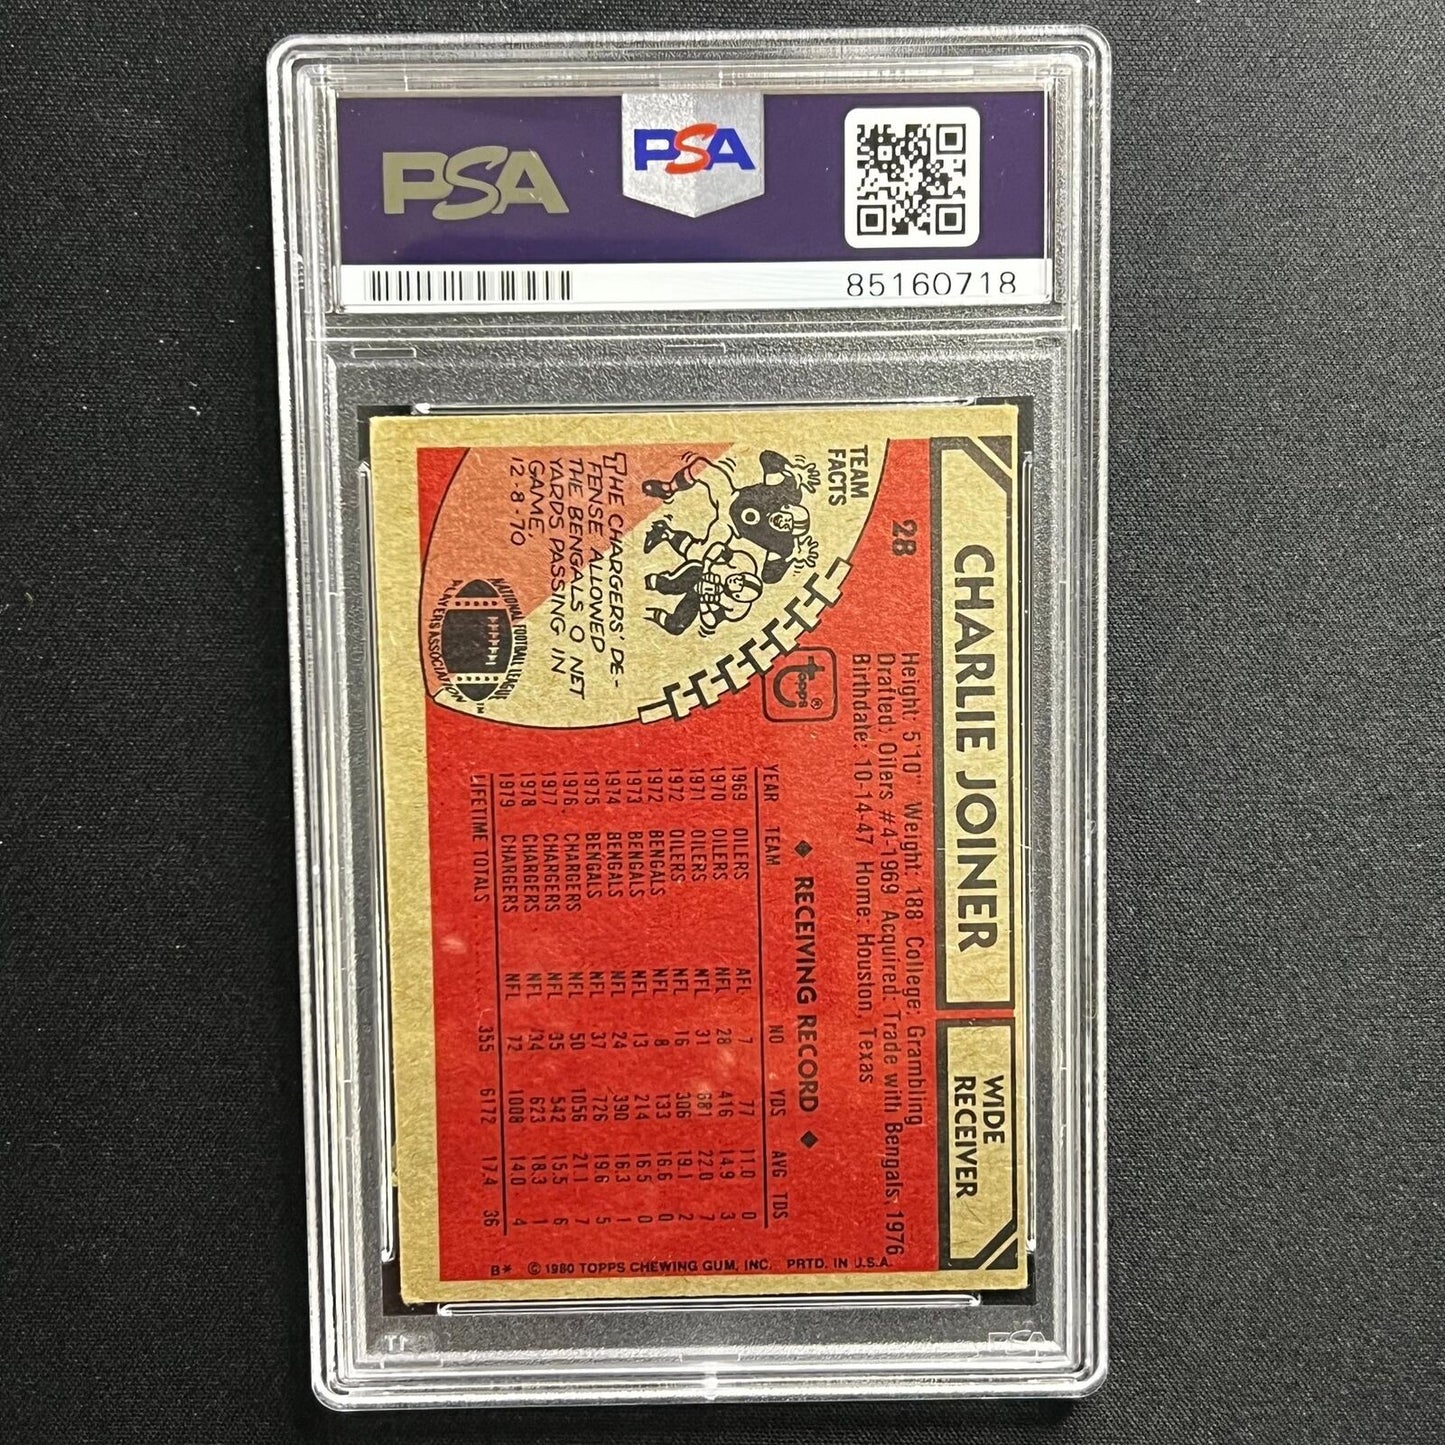 PSA
PSA
85160718
CHARLIE JOINER
WIDE
RECEIVER
28
Height: 5'10" Weight: 188 College: Grambling
Drafted: Oilers #4-1969 Acquired: Trade with Bengals, 1976
Birthdate: 10-14-47 Home: Houston, Texas
TEAM
FACTS
THE CHARGERS' DE-
FENSE ALLOWED
THE BENGALS 0 NET
YARDS PASSING IN
GAME,
12-8-70
NATIONAL FOOTBALL LEAGUE
PLAYERS ASSOCIATION ™
topps ®
◆ RECEIVING RECORD ◆
YEAR TEAM NO YDS AVG TDS
1969 OILERS AFL 7 77 11.0 0
1970 OILERS NFL 28 416 14.9 3
1971 OILERS NFL 31 681 22.0 7
1972 OILERS NFL 16 306 19.1 2
1972 BENGALS NFL 8 133 16.6 0
1973 BENGALS NFL 13 214 16.5 0
1974 BENGALS NFL 24 390 16.3 1
1975 BENGALS NFL 37 726 19.6 5
1976 CHARGERS NFL 50 1056 21.1 7
1977 CHARGERS NFL 35 542 15.5 6
1978 CHARGERS NFL 34 623 18.3 1
1979 CHARGERS NFL 72 1008 14.0 4
LIFETIME TOTALS 355 6172 17.4 36
B* © 1980 TOPPS CHEWING GUM, INC. PRTD. IN U.S.A.
PSA